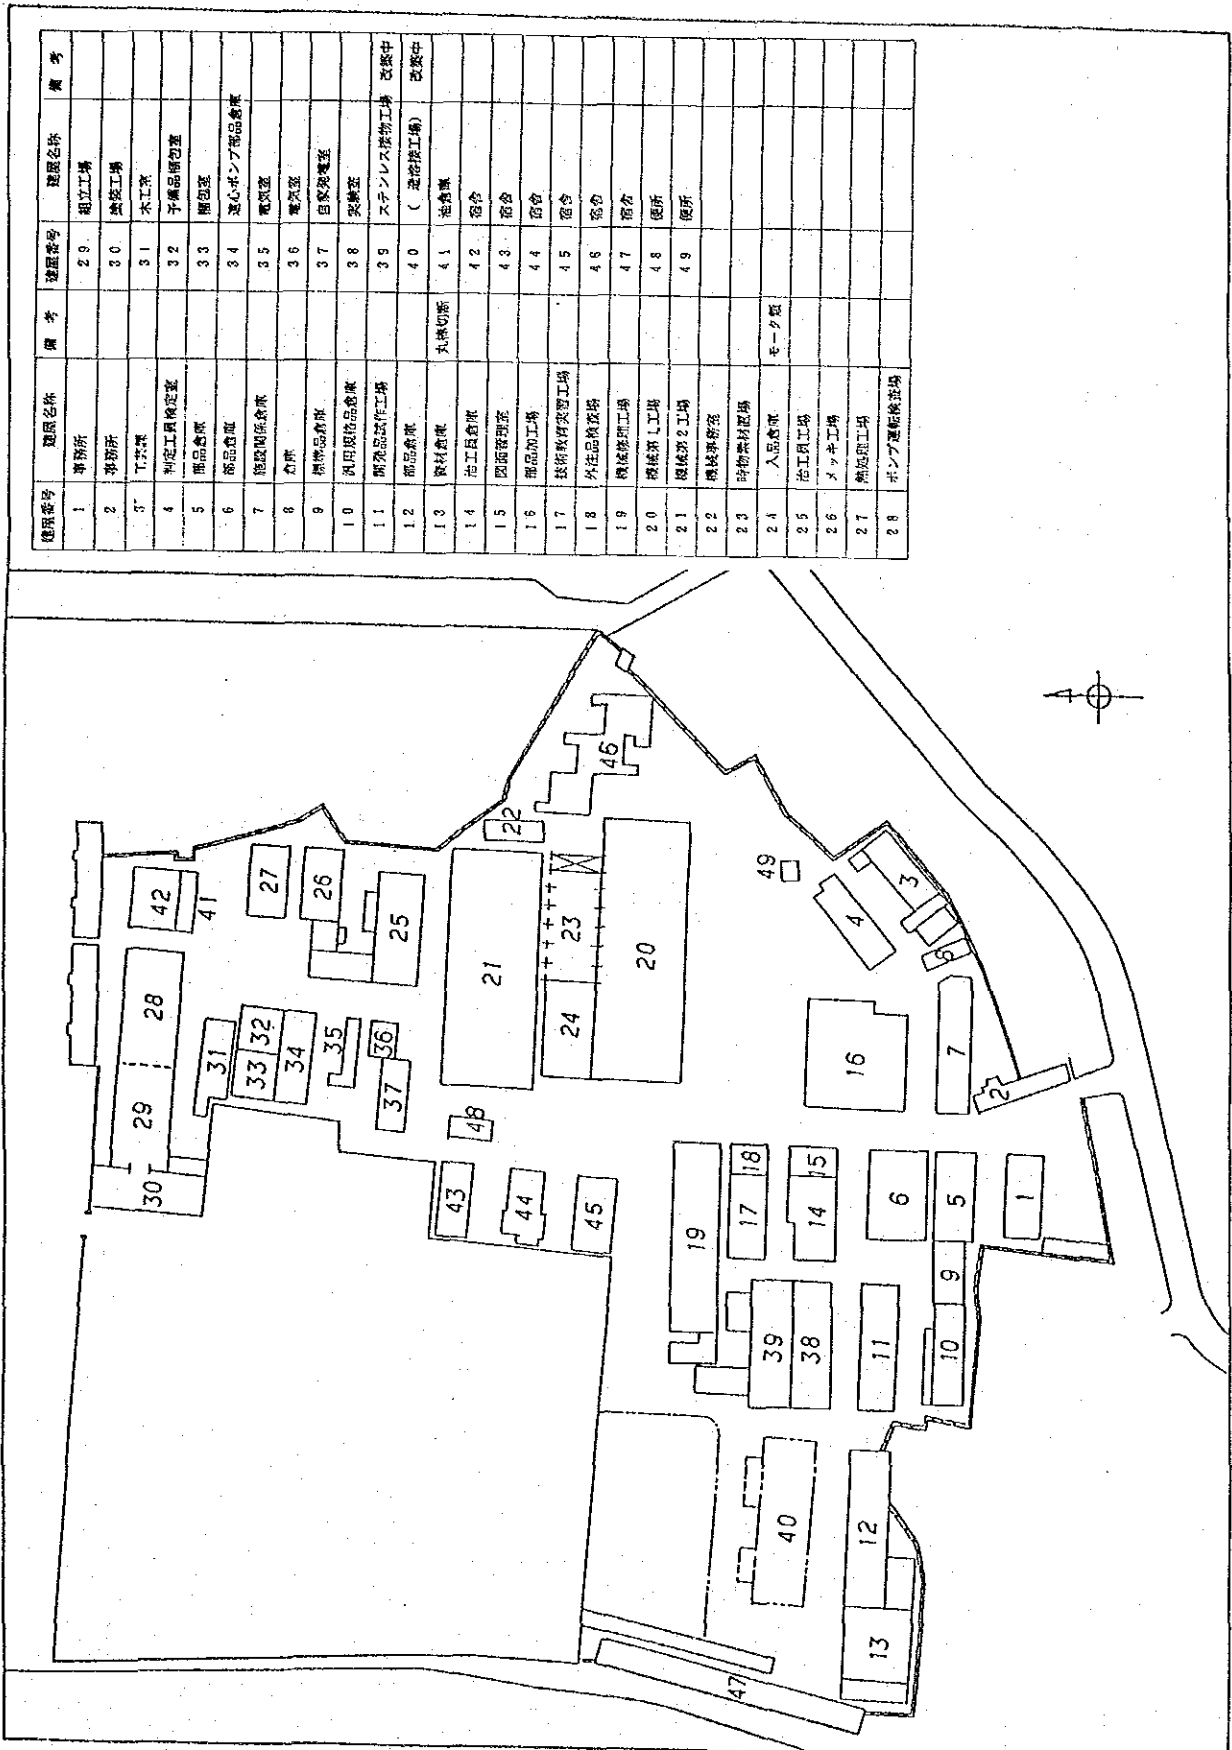 建屋番号 建屋名称 備考 建屋番号 建屋名称 備考
1 事務所 29 組立工場
2 事務所 30 塗装工場
3 工芸課 31 木工室
4 判定工具検定室 32 予備品梱包室
5 部品倉庫 33 梱包室
6 部品倉庫 34 遠心ポンプ部品倉庫
7 施設関係倉庫 35 電気室
8 倉庫 36 電気室
9 標準品倉庫 37 自家発電室
10 汎用規格品倉庫 38 実験室
11 開発品試作工場 39 ステンレス接物工場 改築中
12 部品倉庫 40 ( 造溶接工場) 改築中
13 資材倉庫 丸棒切断 41 油倉庫
14 治工具倉庫 42 宿舎
15 図面管理室 43 宿舎
16 部品加工場 44 宿舎
17 技術教育実習工場 45 宿舎
18 外注品検査場 46 宿舎
19 機械修理工場 47 宿舎
20 機械第1工場 48 便所
21 機械第2工場 49 便所
22 機械事務室
23 鋳物素材置場
24 入品倉庫 モータ類
25 治工具工場
26 メッキ工場
27 熱処理工場
28 ポンプ運転検査場
30
29
28
42
41
31
33
32
34
27
26
25
35
36
37
48
43
44
45
21
22
46
24
23
20
19
17
18
14
15
39
38
16
4
49
3
8
7
2
6
5
1
9
10
11
40
12
13
47